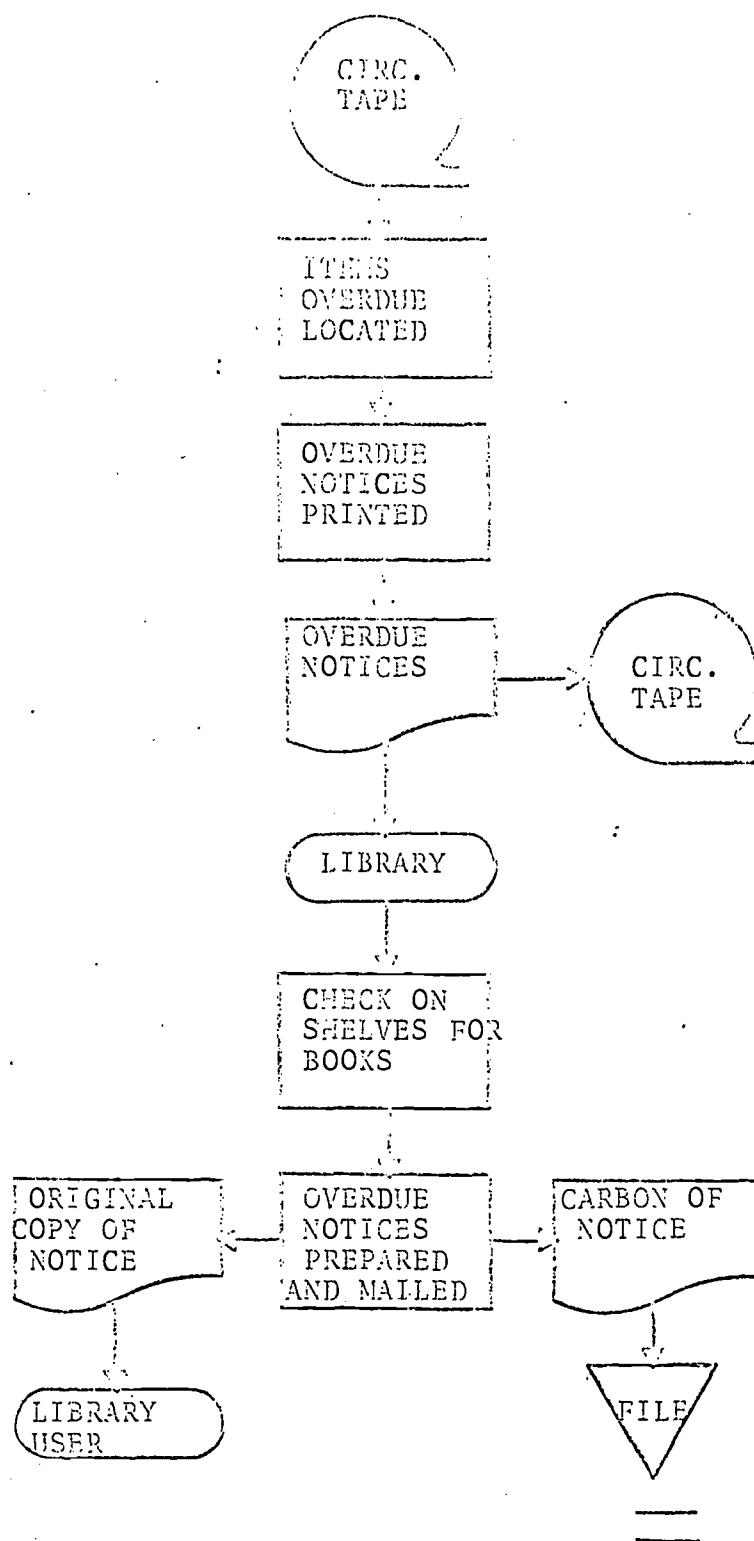 CIRC.
TAPE
ITEMS
OVERDUE
LOCATED
OVERDUE
NOTICES
PRINTED
OVERDUE
NOTICES
CIRC.
TAPE
LIBRARY
CHECK ON
SHELVES FOR
BOOKS
ORIGINAL
COPY OF
NOTICE
OVERDUE
NOTICES
PREPARED
AND MAILED
CARBON OF
NOTICE
LIBRARY
USER
FILE